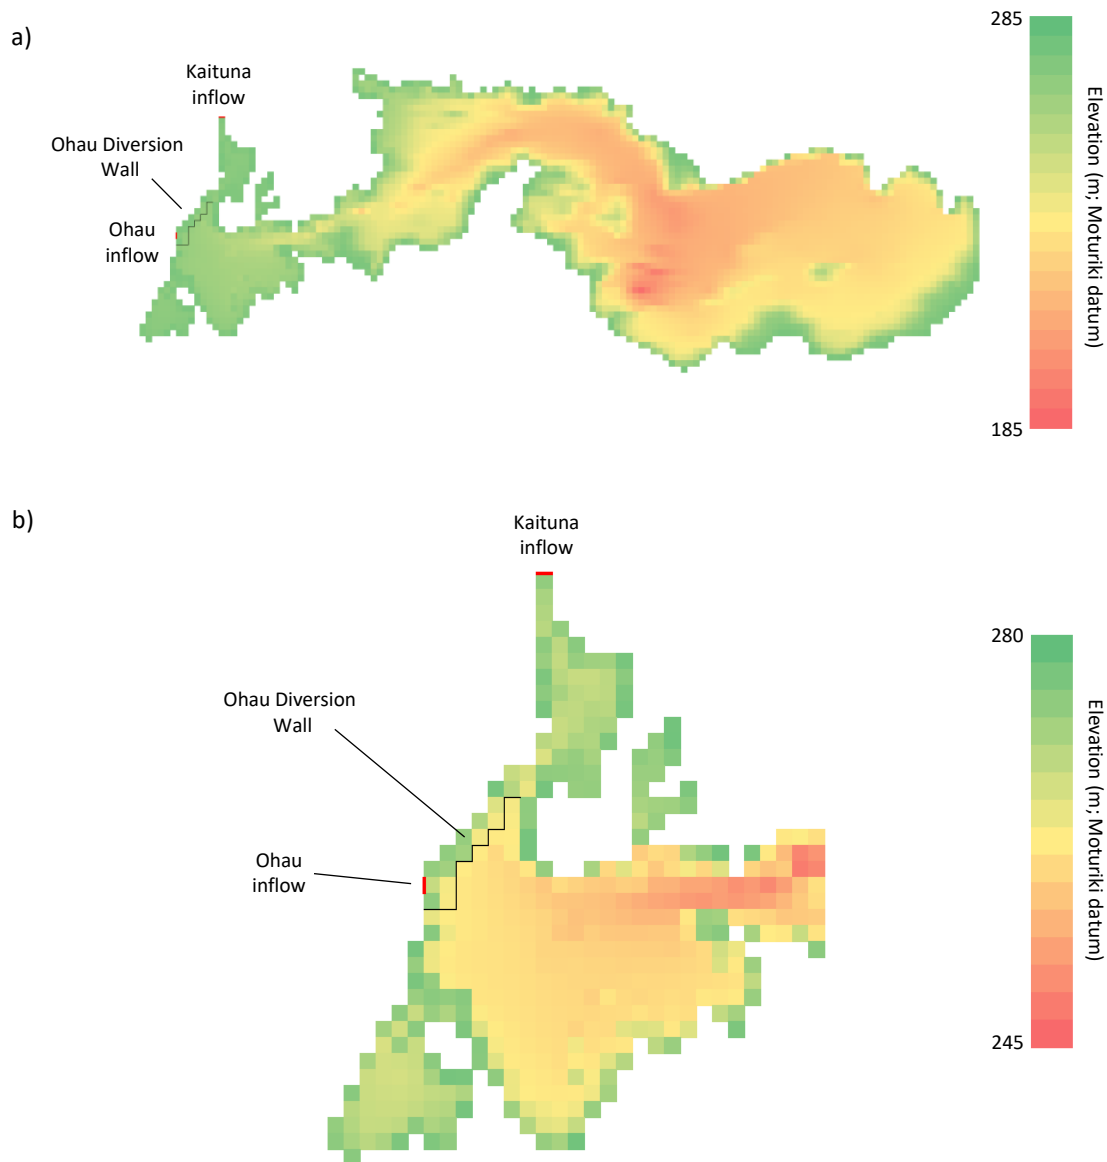 a)
Kaituna
inflow
Ohau Diversion
Wall
Ohau
inflow
285
Elevation (m; Moturiki datum)
185
b)
Kaituna
inflow
Ohau Diversion
Wall
Ohau
inflow
280
Elevation (m; Moturiki datum)
245